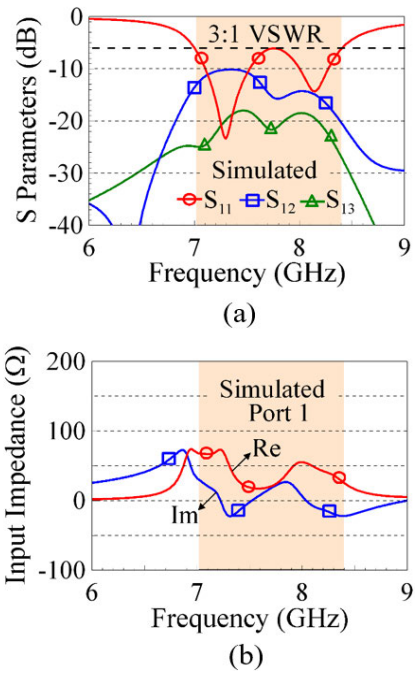 0
3:1 VSWR
-10
-20
-30
-40
S Parameters (dB)
Simulated
S11 S12 S13
6 7 8 9
Frequency (GHz)
(a)
200
100
0
-100
Input Impedance (Ω)
Simulated
Port 1
Re
Im
6 7 8 9
Frequency (GHz)
(b)